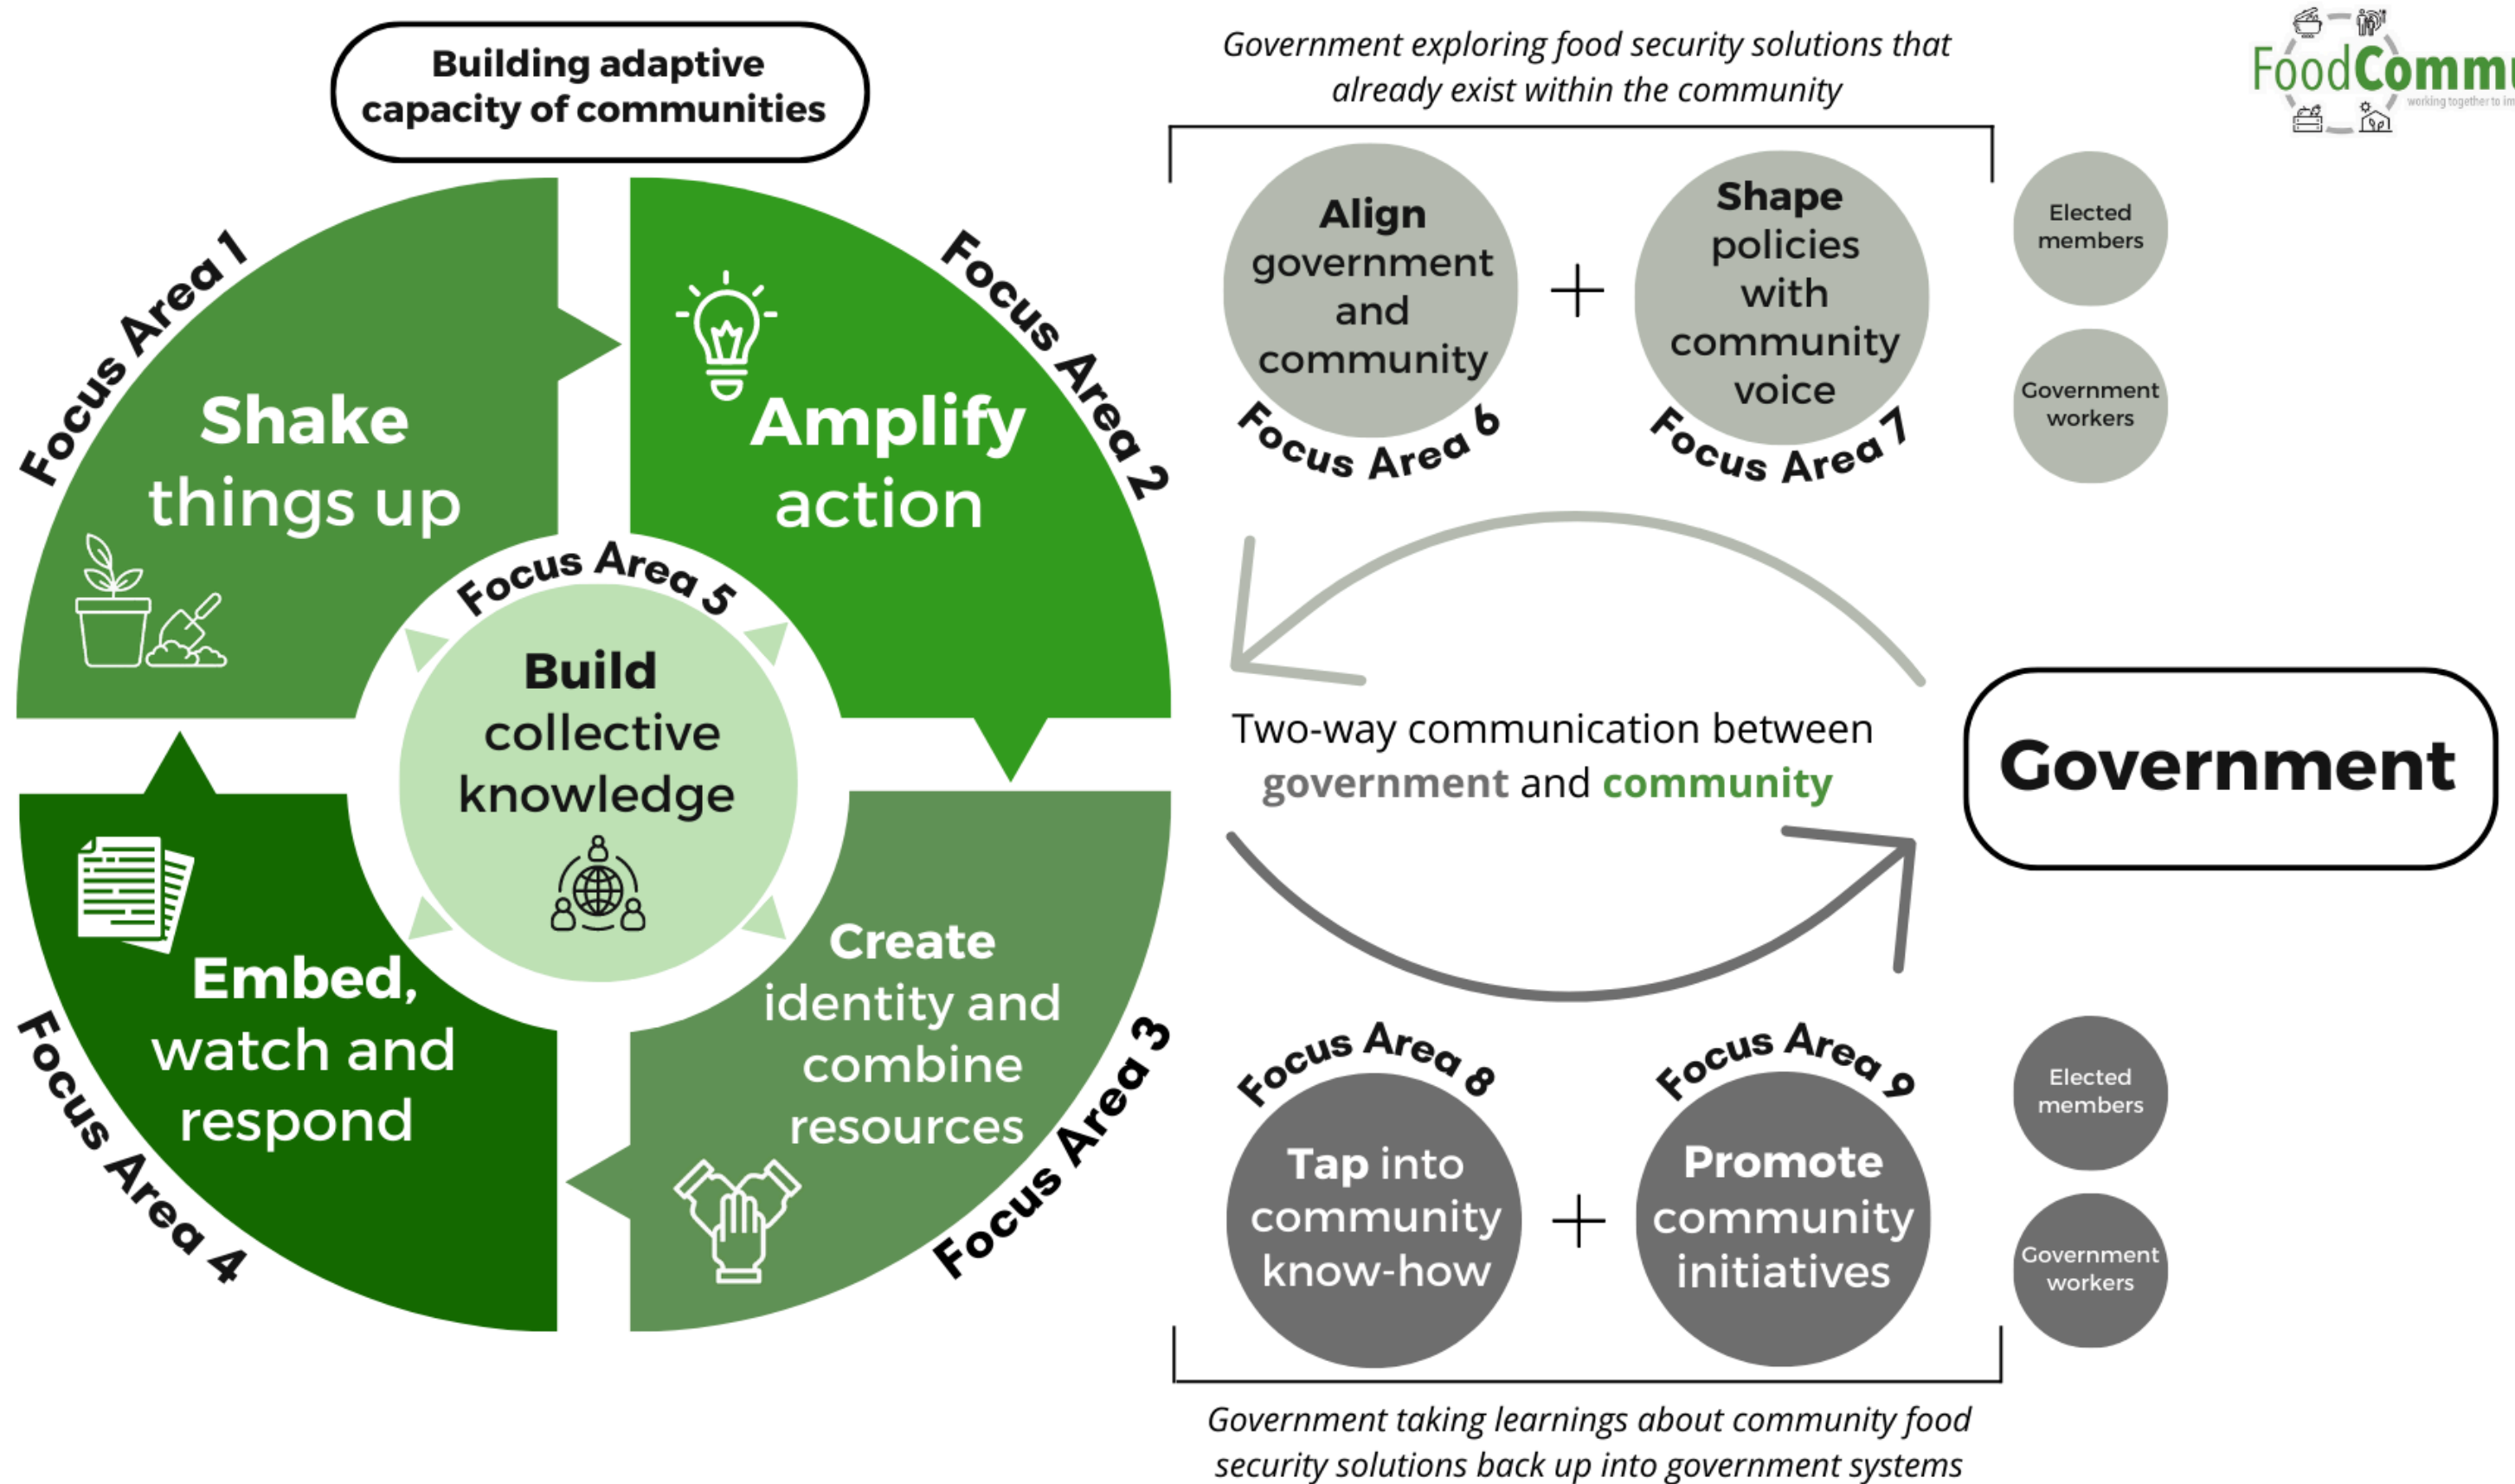 Building adaptive
capacity of communities
Focus Area 1
Shake
things up
Focus Area 2
Amplify
action
Focus Area 5
Build
collective
knowledge
Focus Area 4
Embed,
watch and
respond
Focus Area 3
Create
identity and
combine
resources
Government exploring food security solutions that
already exist within the community
Align
government
and
community
Focus Area 6
+
Shape
policies
with
community
voice
Focus Area 7
Elected
members
Government
workers
Two-way communication between
government and community
Government
Focus Area 8
Tap into
community
know-how
+
Focus Area 9
Promote
community
initiatives
Elected
members
Government
workers
Government taking learnings about community food
security solutions back up into government systems
Food
working together to